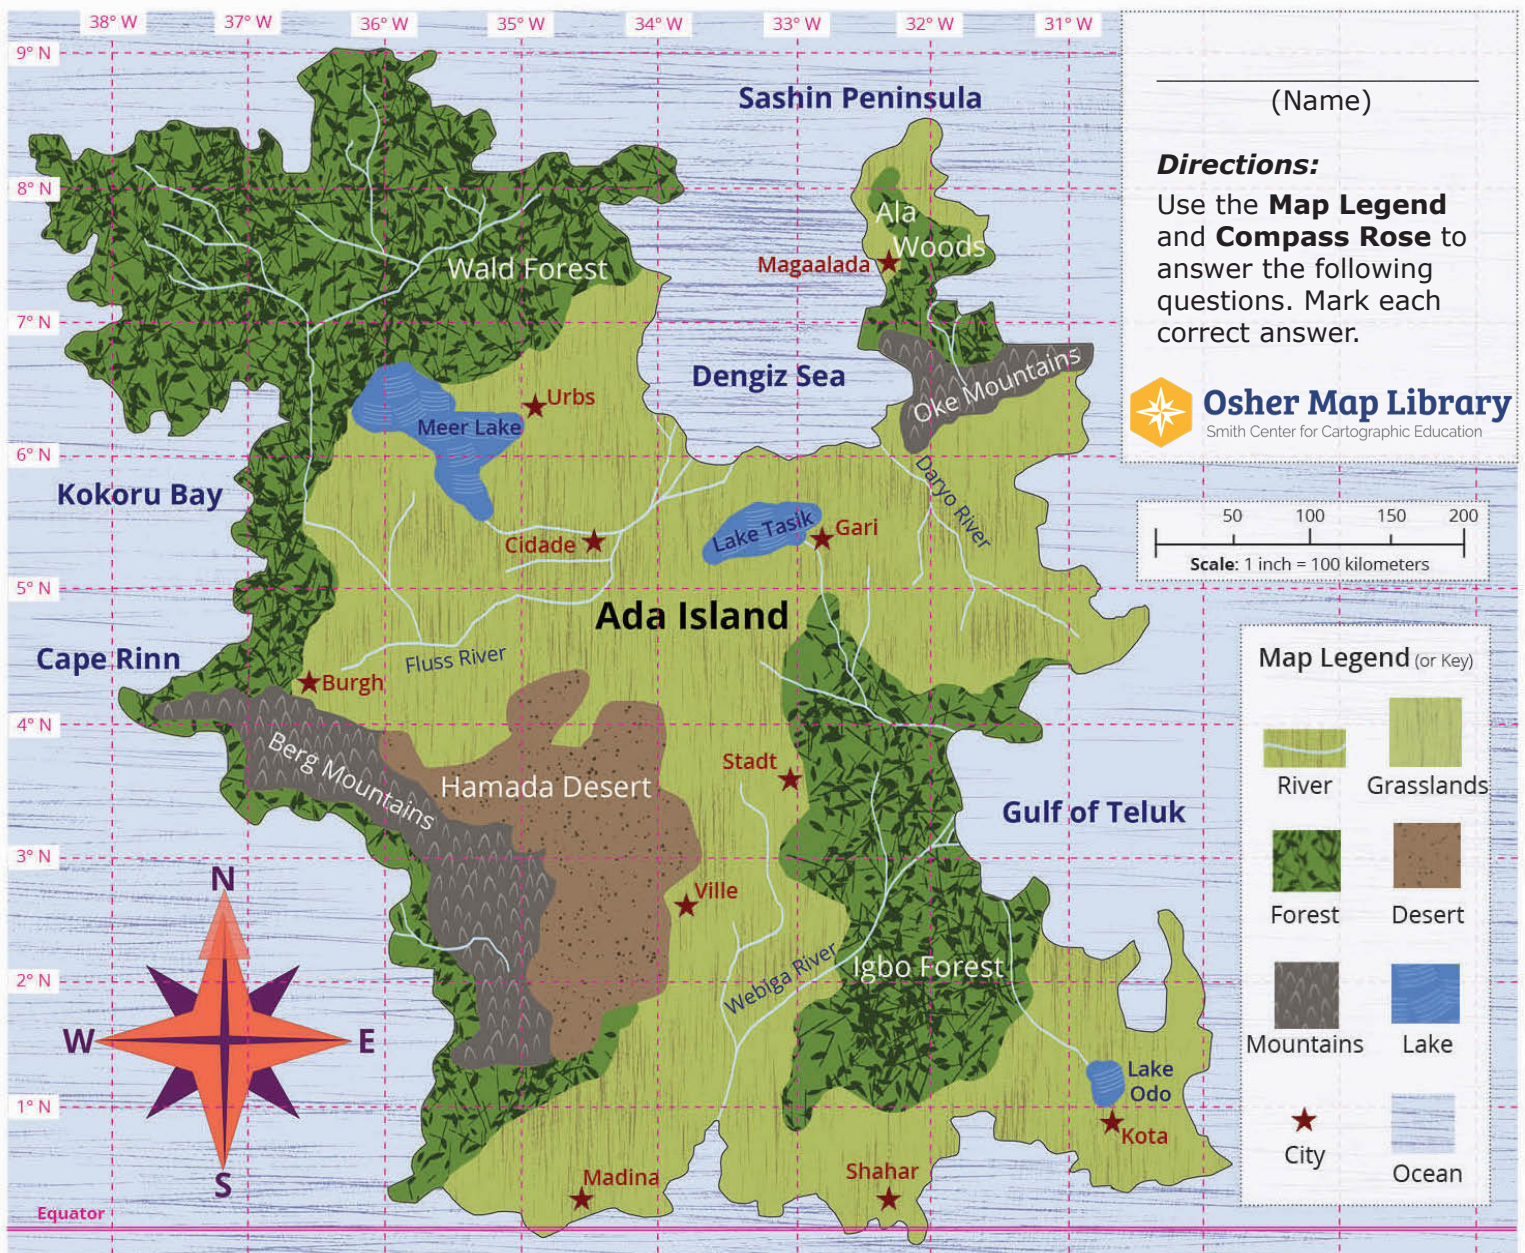 38° W
37° W
36° W
35° W
34° W
33° W
32° W
31° W
9° N
8° N
7° N
6° N
5° N
4° N
3° N
2° N
1° N
Sashin Peninsula
Ala
Woods
Magaalada
Wald Forest
Dengiz Sea
Oke Mountains
Urbs
Meer Lake
Kokoru Bay
Daryo River
Lake Tasik
Gari
Cidade
Ada Island
Cape Rinn
Fluss River
Burgh
Berg Mountains
Hamada Desert
Stadt
Gulf of Teluk
Ville
Webiga River
Igbo Forest
Lake
Odo
Kota
Madina
Shahar
N
W
E
S
Equator
(Name)
Directions:
Use the Map Legend
and Compass Rose to
answer the following
questions. Mark each
correct answer.
Osher Map Library
Smith Center for Cartographic Education
50 100 150 200
Scale: 1 inch = 100 kilometers
Map Legend (or Key)
River
Grasslands
Forest
Desert
Mountains
Lake
City
Ocean